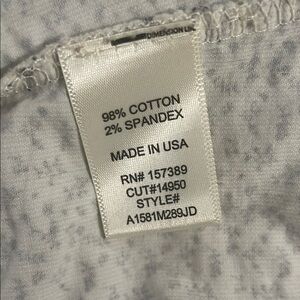 98% COTTON
2% SPANDEX
MADE IN USA
RN# 157389
CUT#14950
STYLE#
A1581M289JD